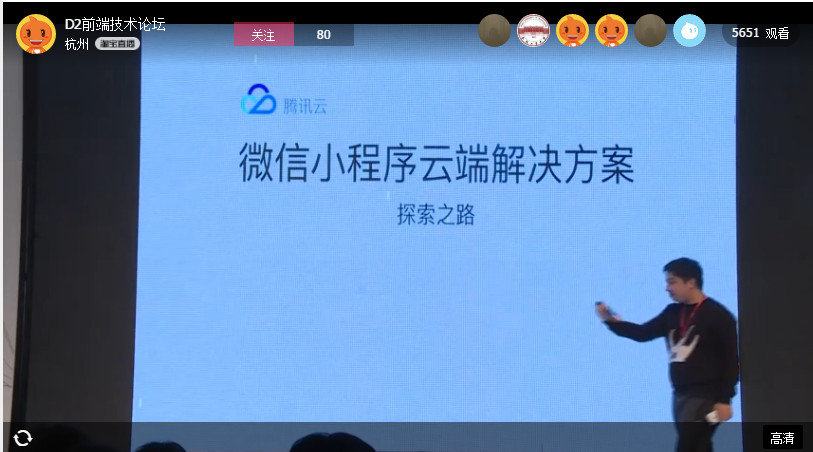 D2前端技术论坛
杭州 淘宝直播
关注 80
5651 观看
腾讯云
微信小程序云端解决方案
探索之路
高清